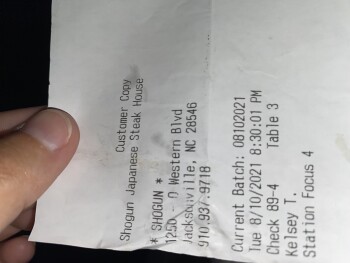 Customer Copy
Shogun Japanese Steak House
* SHOGUN *
1250 - O Western Blvd
Jacksonville, NC 28546
910.937.9718
Current Batch: 08102021
Tue 8/10/2021 8:30:01 PM
Check 89-4 Table 3
Kelsey T.
Station Focus 4